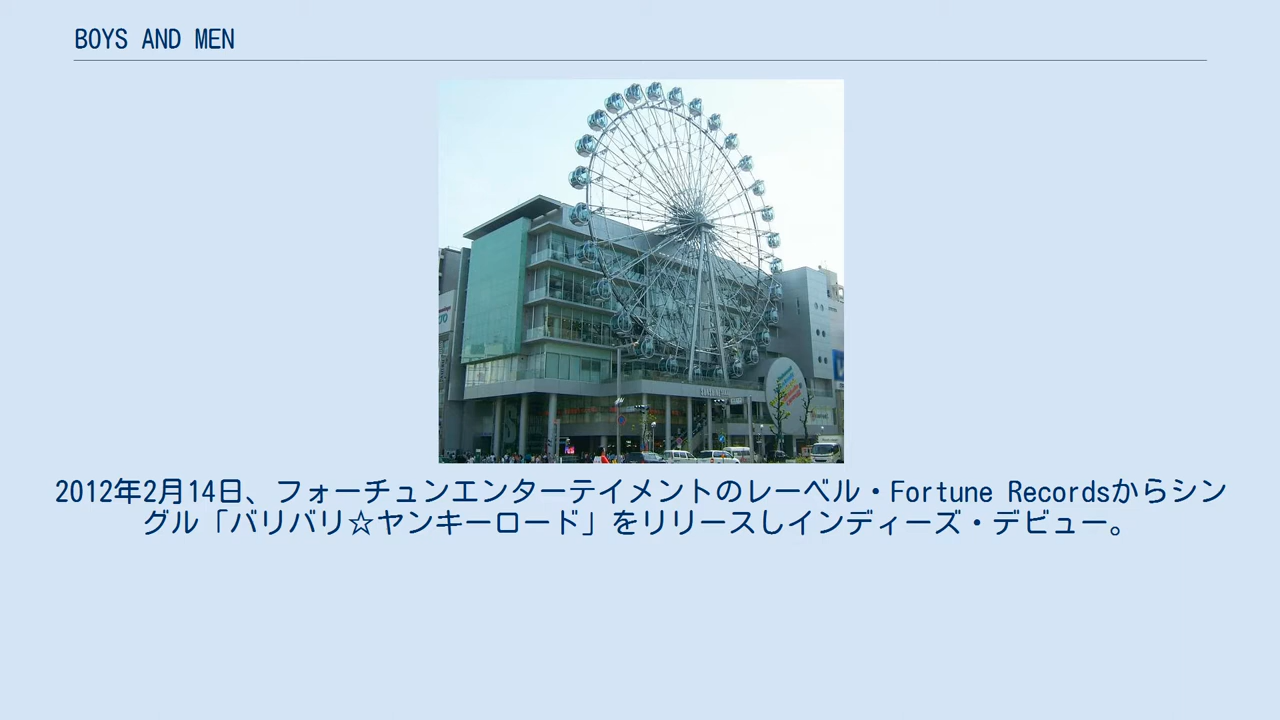 BOYS AND MEN
2012年2月14日、フォーチュンエンターテイメントのレーベル・Fortune Recordsからシン
グル「バリバリ☆ヤンキーロード」をリリースしインディーズ・デビュー。